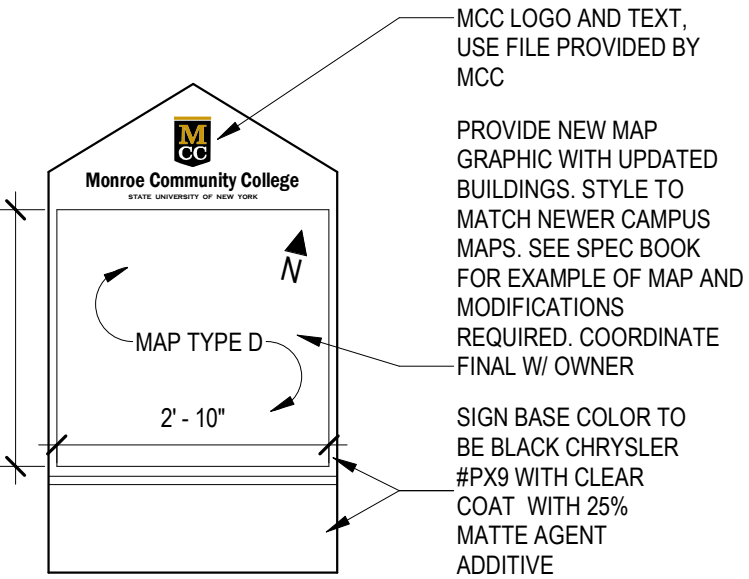 MCC LOGO AND TEXT,
USE FILE PROVIDED BY
MCC
M
CC
Monroe Community College
STATE UNIVERSITY OF NEW YORK
PROVIDE NEW MAP
GRAPHIC WITH UPDATED
BUILDINGS. STYLE TO
MATCH NEWER CAMPUS
MAPS. SEE SPEC BOOK
FOR EXAMPLE OF MAP AND
MODIFICATIONS
REQUIRED. COORDINATE
FINAL W/ OWNER
N
MAP TYPE D
2' - 10"
SIGN BASE COLOR TO
BE BLACK CHRYSLER
#PX9 WITH CLEAR
COAT  WITH 25%
MATTE AGENT
ADDITIVE